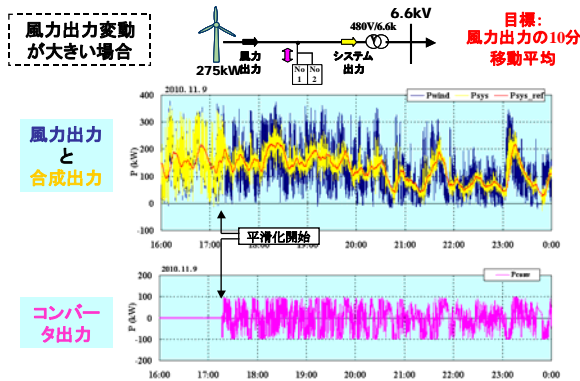 風力出力変動
が大きい場合
275kW
風力
出力
No
1
No
2
システム
出力
480V/6.6k
6.6kV
目標:
風力出力の10分
移動平均
風力出力
と
合成出力
2010. 11. 9
Pwind
Psys
Psys_ref
P (kW)
400
300
200
100
0
-100
16:00 17:00 18:00 19:00 20:00 21:00 22:00 23:00 0:00
平滑化開始
コンバー
タ出力
2010. 11. 9
Pconv
P (kW)
200
100
0
-100
-200
16:00 17:00 18:00 19:00 20:00 21:00 22:00 23:00 0:00